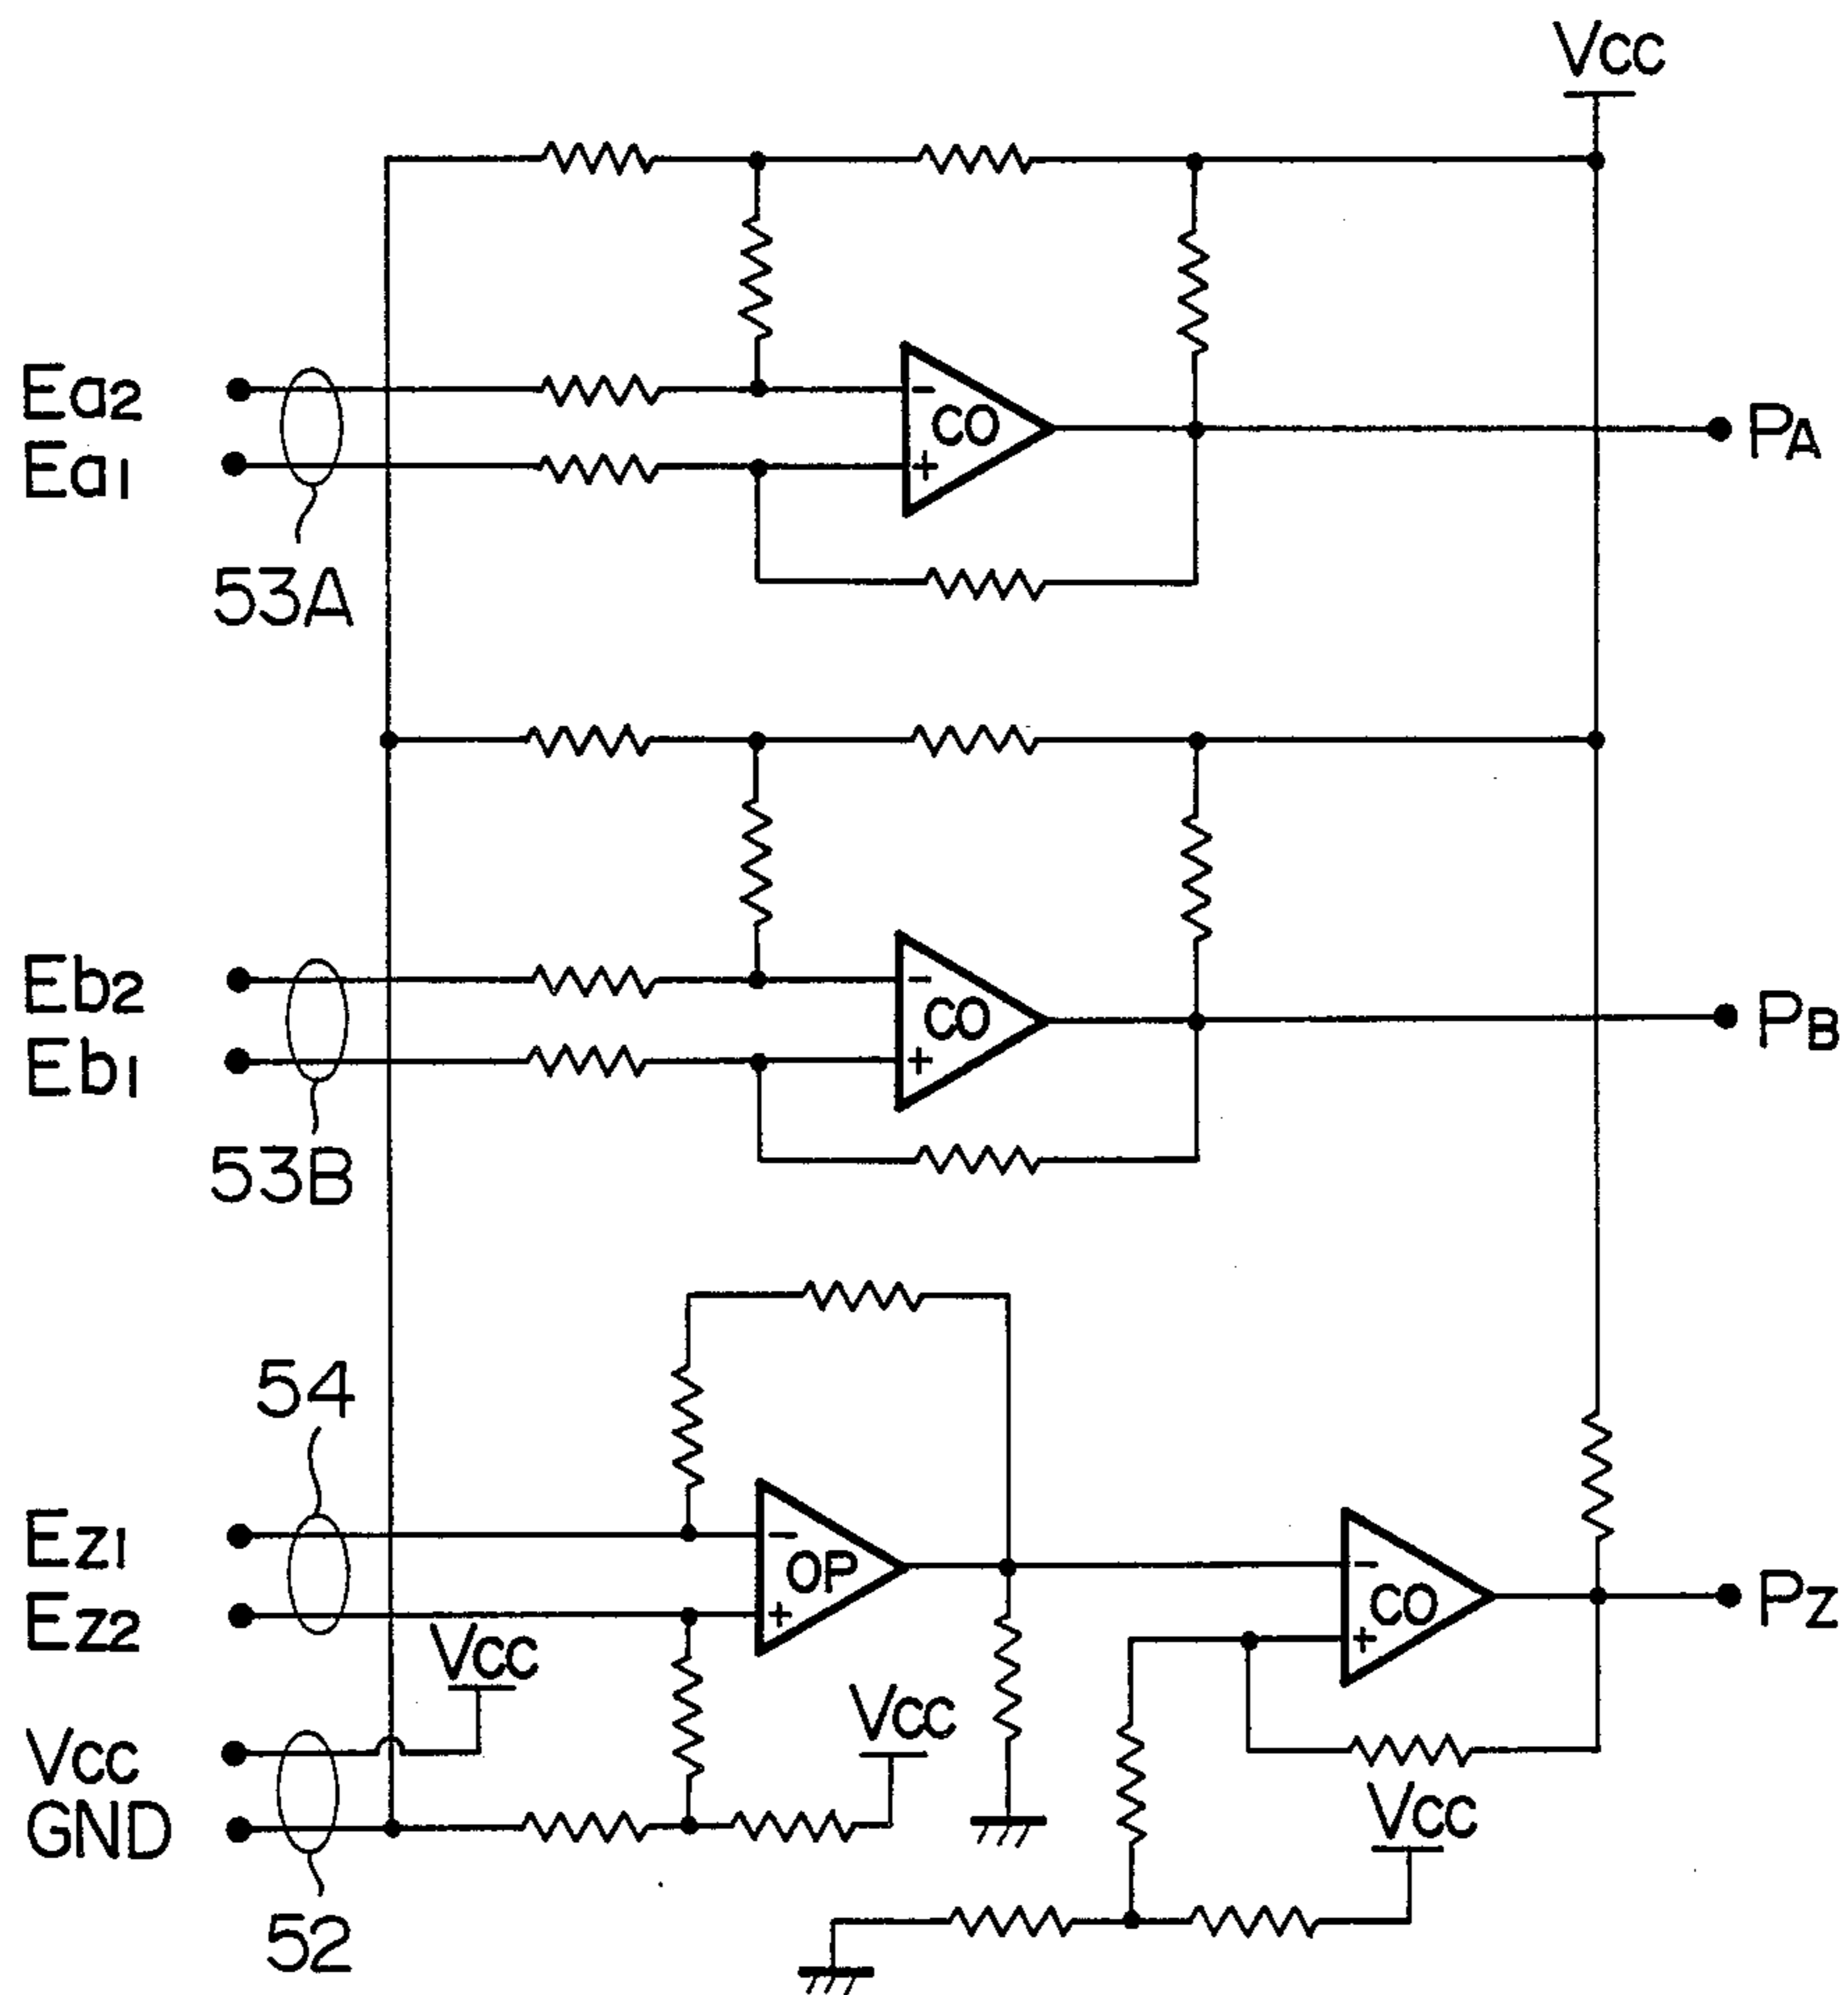 Vcc
Ea2
-
CO
PA
Ea1
+
53A
Eb2
-
CO
PB
Eb1
+
53B
54
Ez1
-
OP
-
CO
Pz
Ez2
+
+
Vcc
Vcc
Vcc
Vcc
GND
52